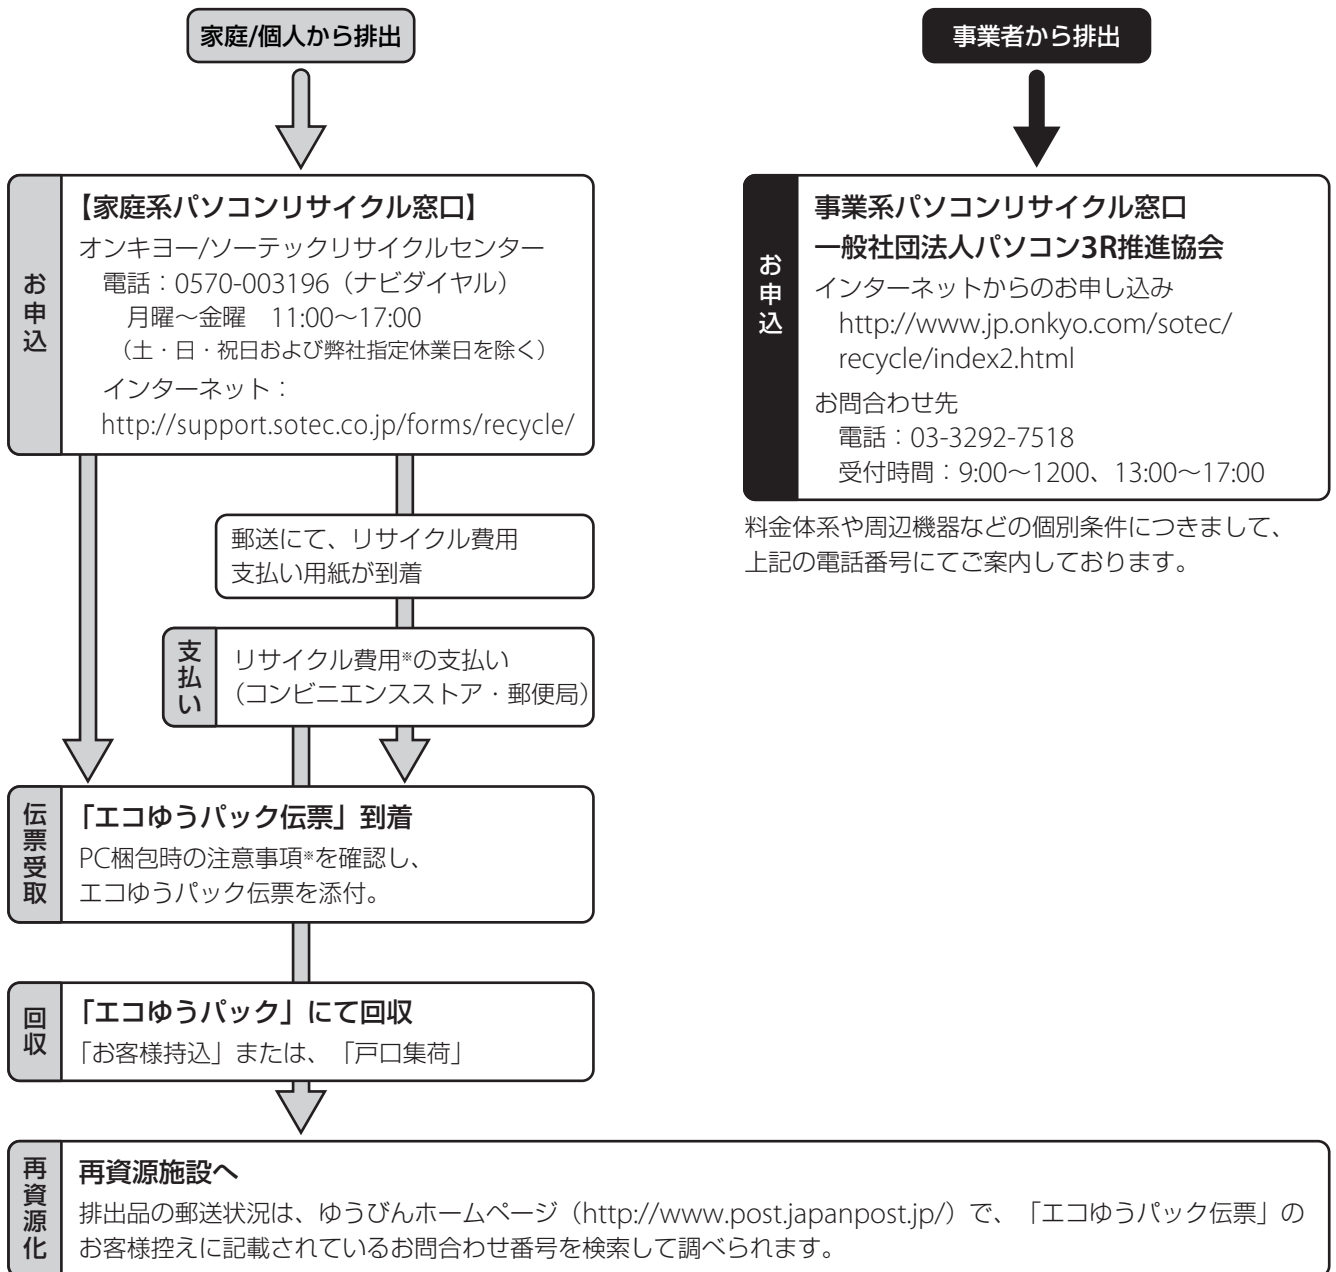 家庭/個人から排出
お申込
【家庭系パソコンリサイクル窓口】
オンキヨー/ソーテックリサイクルセンター
電話：0570-003196（ナビダイヤル）
月曜～金曜　11:00～17:00
（土・日・祝日および弊社指定休業日を除く）
インターネット：
http://support.sotec.co.jp/forms/recycle/
郵送にて、リサイクル費用
支払い用紙が到着
支払い
リサイクル費用※の支払い
（コンビニエンスストア・郵便局）
伝票受取
「エコゆうパック伝票」到着
PC梱包時の注意事項※を確認し、
エコゆうパック伝票を添付。
回収
「エコゆうパック」にて回収
「お客様持込」または、「戸口集荷」
事業者から排出
お申込
事業系パソコンリサイクル窓口
一般社団法人パソコン3R推進協会
インターネットからのお申し込み
http://www.jp.onkyo.com/sotec/
recycle/index2.html
お問合わせ先
電話：03-3292-7518
受付時間：9:00～1200、13:00～17:00
料金体系や周辺機器などの個別条件につきまして、
上記の電話番号にてご案内しております。
再資源化
再資源施設へ
排出品の郵送状況は、ゆうびんホームページ（http://www.post.japanpost.jp/）で、「エコゆうパック伝票」の
お客様控えに記載されているお問合わせ番号を検索して調べられます。